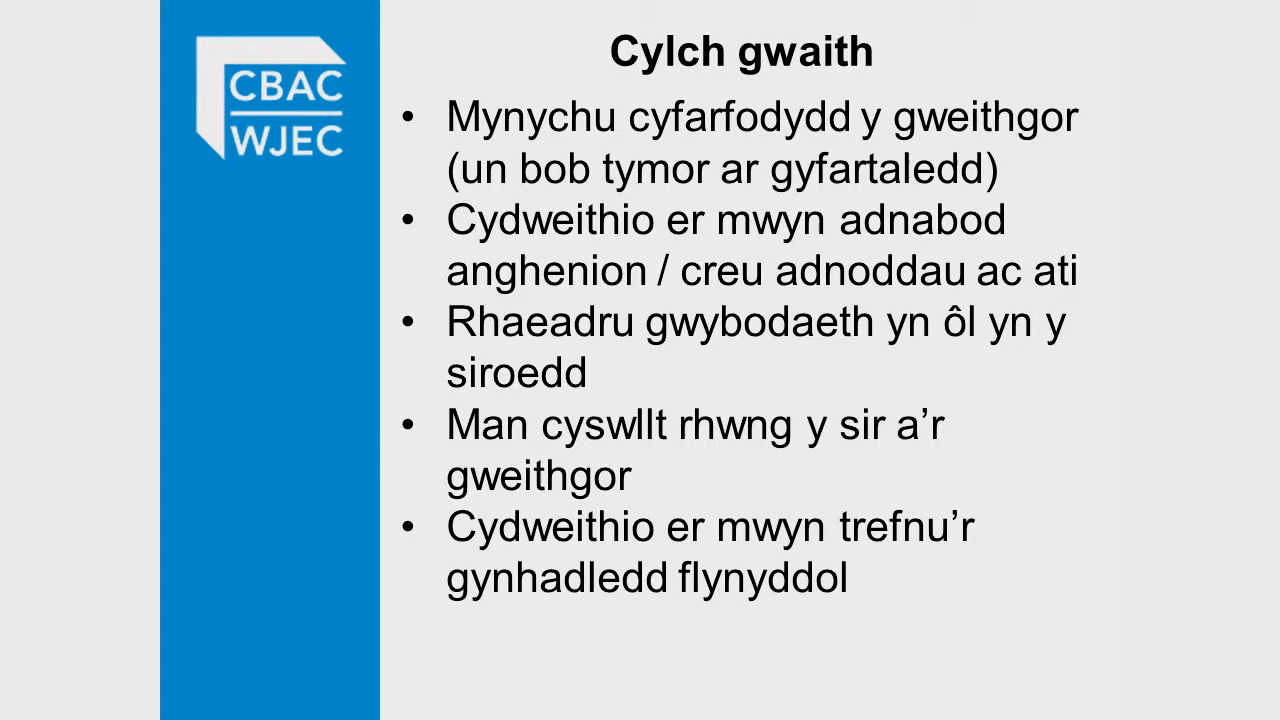 CBAC
WJEC
Cylch gwaith
• Mynychu cyfarfodydd y gweithgor
(un bob tymor ar gyfartaledd)
• Cydweithio er mwyn adnabod
anghenion / creu adnoddau ac ati
• Rhaeadru gwybodaeth yn ôl yn y
siroedd
• Man cyswllt rhwng y sir a’r
gweithgor
• Cydweithio er mwyn trefnu’r
gynhadledd flynyddol